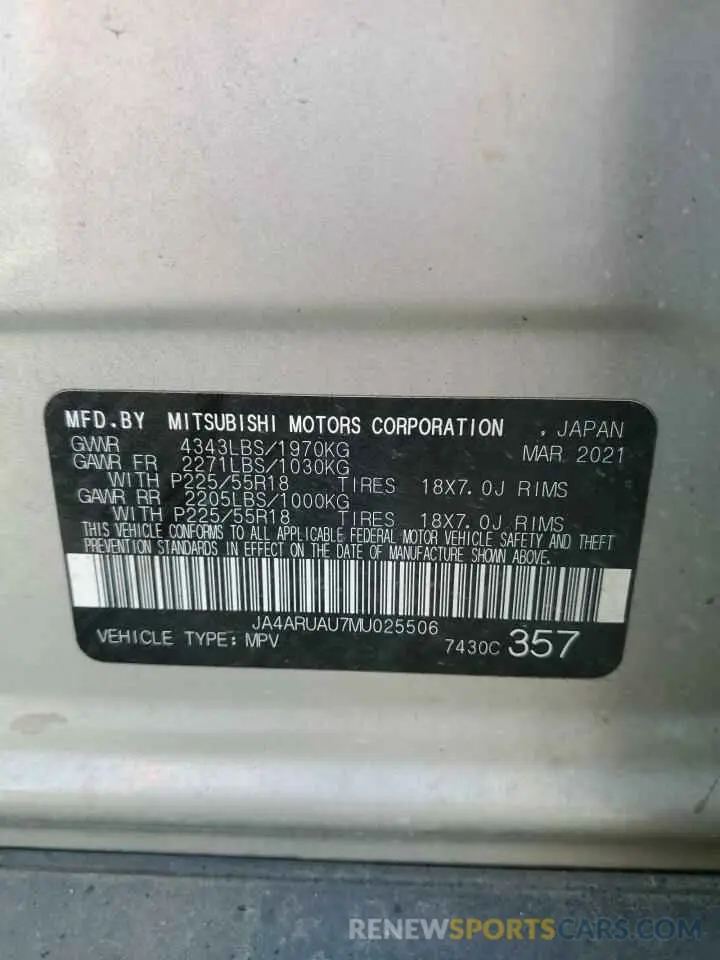 MFD.BY MITSUBISHI MOTORS CORPORATION , JAPAN
GVWR 4343LBS/1970KG MAR 2021
GAWR FR 2271LBS/1030KG
WITH P225/55R18 TIRES 18X7.0J RIMS
GAWR RR 2205LBS/1000KG
WITH P225/55R18 TIRES 18X7.0J RIMS
THIS VEHICLE CONFORMS TO ALL APPLICABLE FEDERAL MOTOR VEHICLE SAFETY AND THEFT
PREVENTION STANDARDS IN EFFECT ON THE DATE OF MANUFACTURE SHOWN ABOVE.
JA4ARUAU7MU025506
VEHICLE TYPE: MPV 7430C 357
RENEWSPORTSCARS.COM